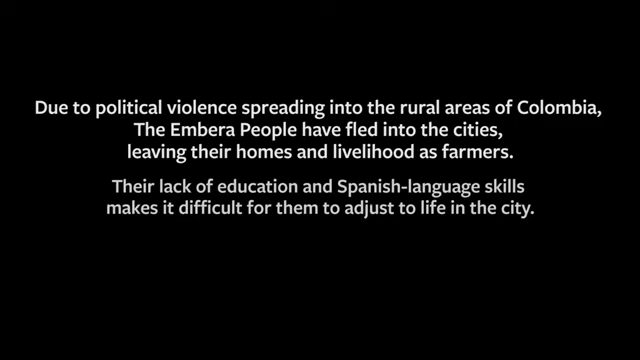 Due to political violence spreading into the rural areas of Colombia,
The Embera People have fled into the cities,
leaving their homes and livelihood as farmers.
Their lack of education and Spanish-language skills
makes it difficult for them to adjust to life in the city.